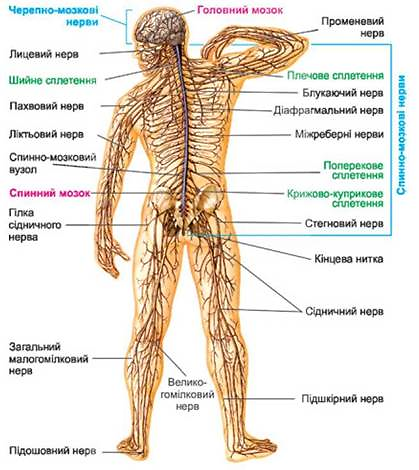 Черепно-мозкові
нерви
Головний мозок
Променевий
нерв
Лицевий нерв
Шийне сплетення
Пахвовий нерв
Ліктьовий нерв
Спинно-мозковий
вузол
Спинний мозок
Гілка
сідничного
нерва
Загальний
малогомілковий
нерв
Підошовний нерв
Плечове сплетення
Блукаючий нерв
Діафрагмальний нерв
Міжреберні нерви
Поперекове
сплетення
Крижово-куприкове
сплетення
Стегновий нерв
Кінцева нитка
Сідничний нерв
Велико-
гомілковий
нерв
Підшкірний нерв
Спинно-мозкові нерви